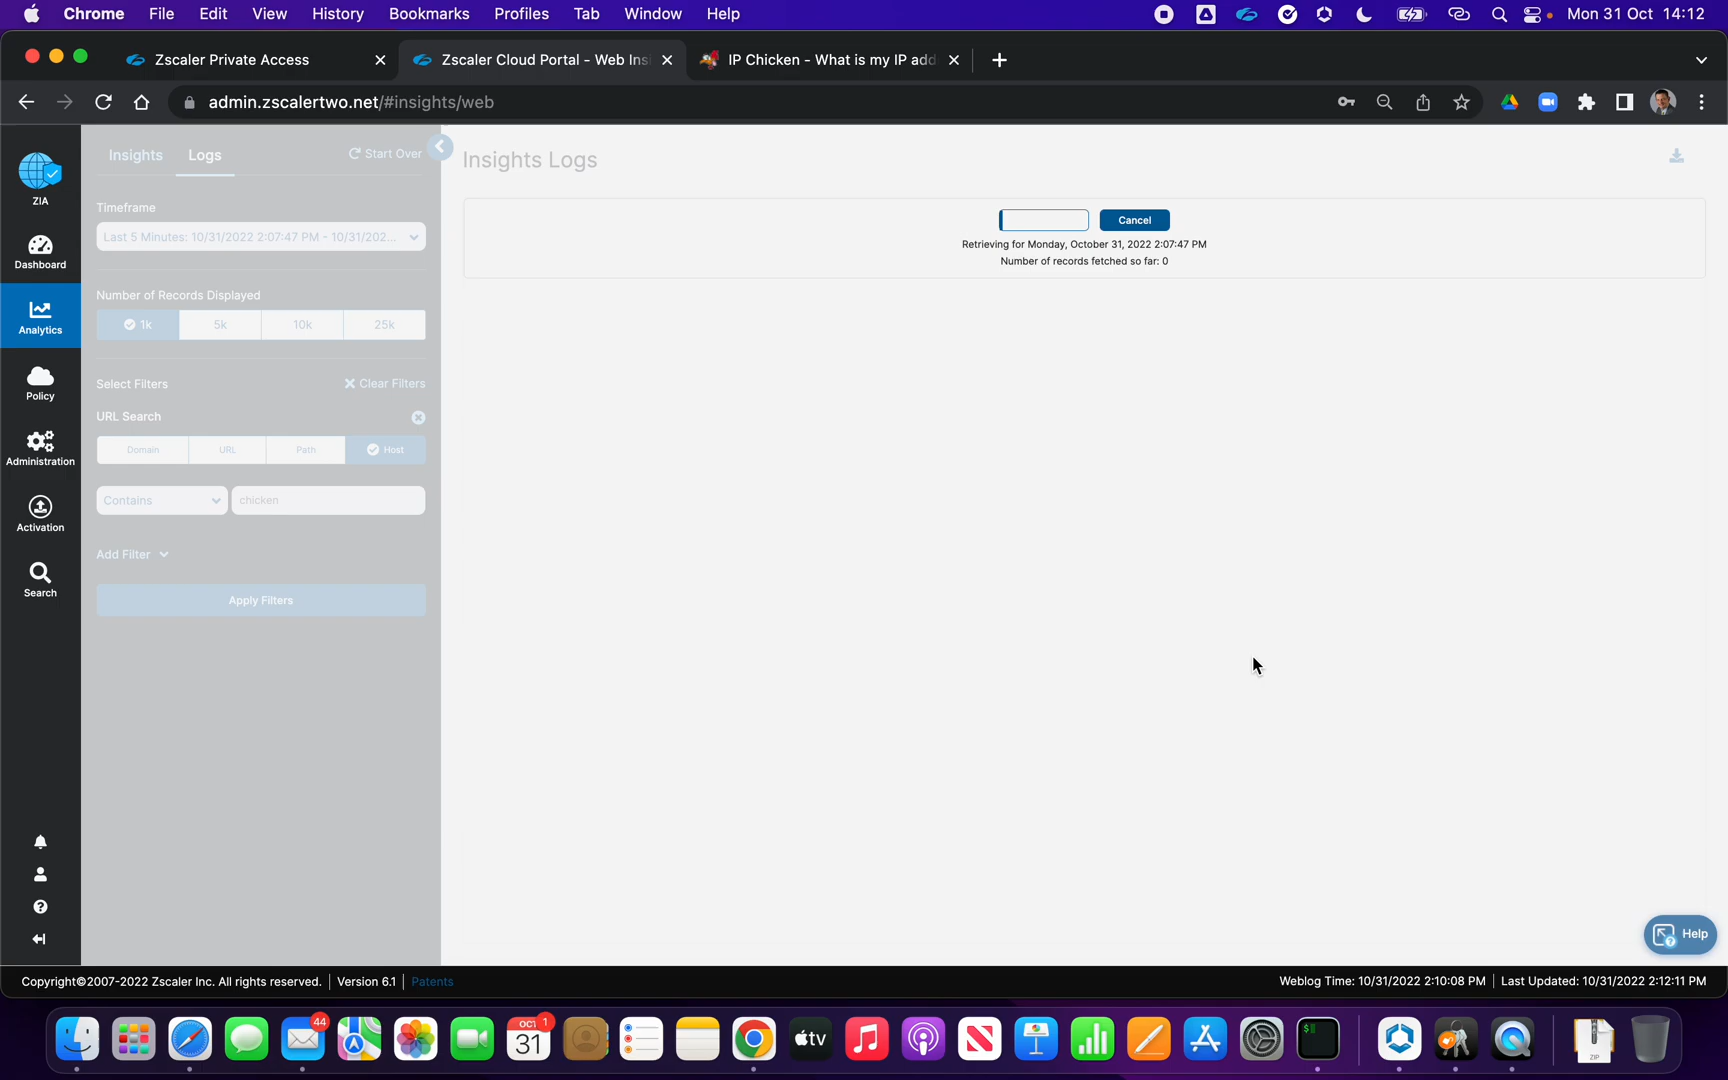 Chrome File Edit View History Bookmarks Profiles Tab Window Help Mon 31 Oct 14:12
Zscaler Private Access Zscaler Cloud Portal - Web Ins IP Chicken - What is my IP add
admin.zscalertwo.net/#insights/web
ZIA
Dashboard
Analytics
Policy
Administration
Activation
Search
Insights Logs Start Over
Timeframe
Last 5 Minutes: 10/31/2022 2:07:47 PM - 10/31/202...
Number of Records Displayed
1k 5k 10k 25k
Select Filters Clear Filters
URL Search
Domain URL Path Host
Contains chicken
Add Filter
Apply Filters
Insights Logs
Cancel
Retrieving for Monday, October 31, 2022 2:07:47 PM
Number of records fetched so far: 0
Help
Copyright©2007-2022 Zscaler Inc. All rights reserved. Version 6.1 Patents Weblog Time: 10/31/2022 2:10:08 PM Last Updated: 10/31/2022 2:12:11 PM
44
OCT 1
31
tv
$
ZIP